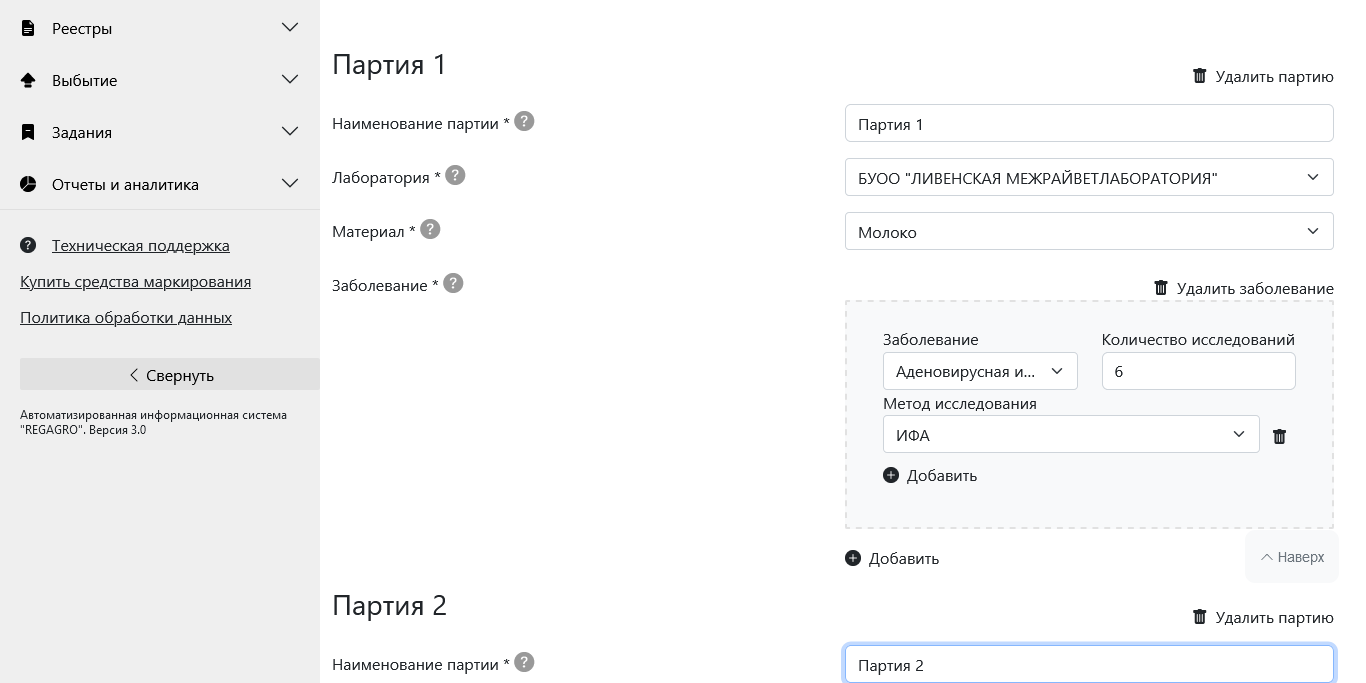 Реестры
Выбытие
Задания
Отчеты и аналитика
Техническая поддержка
Купить средства маркирования
Политика обработки данных
Свернуть
Автоматизированная информационная система
"REGAGRO". Версия 3.0
Партия 1
Удалить партию
Наименование партии *
Партия 1
Лаборатория *
БУОО "ЛИВЕНСКАЯ МЕЖРАЙВЕТЛАБОРАТОРИЯ"
Материал *
Молоко
Заболевание *
Удалить заболевание
Заболевание
Количество исследований
Аденовирусная и...
6
Метод исследования
ИФА
Добавить
Добавить
Наверх
Партия 2
Удалить партию
Наименование партии *
Партия 2